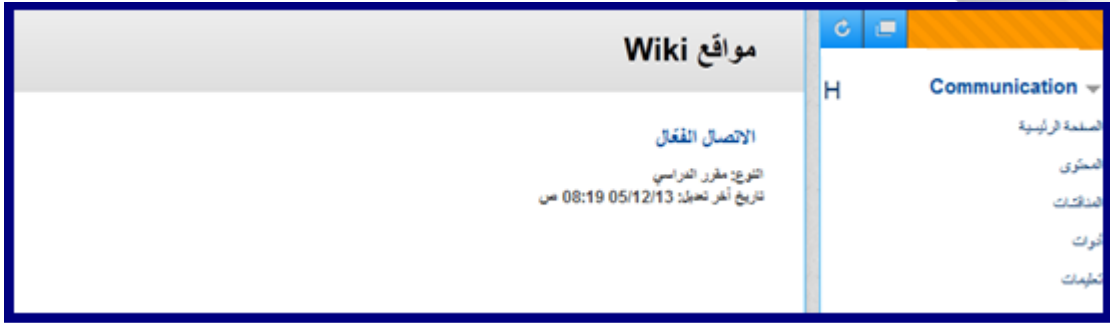 Communication
H
الصفحة الرئيسية
المحتوى
المناقشات
أدوات
تعليمات
مواقع Wiki
الاتصال الفعّال
النوع: مقرر الدراسي
تاريخ آخر تعديل: 05/12/13 08:19 ص